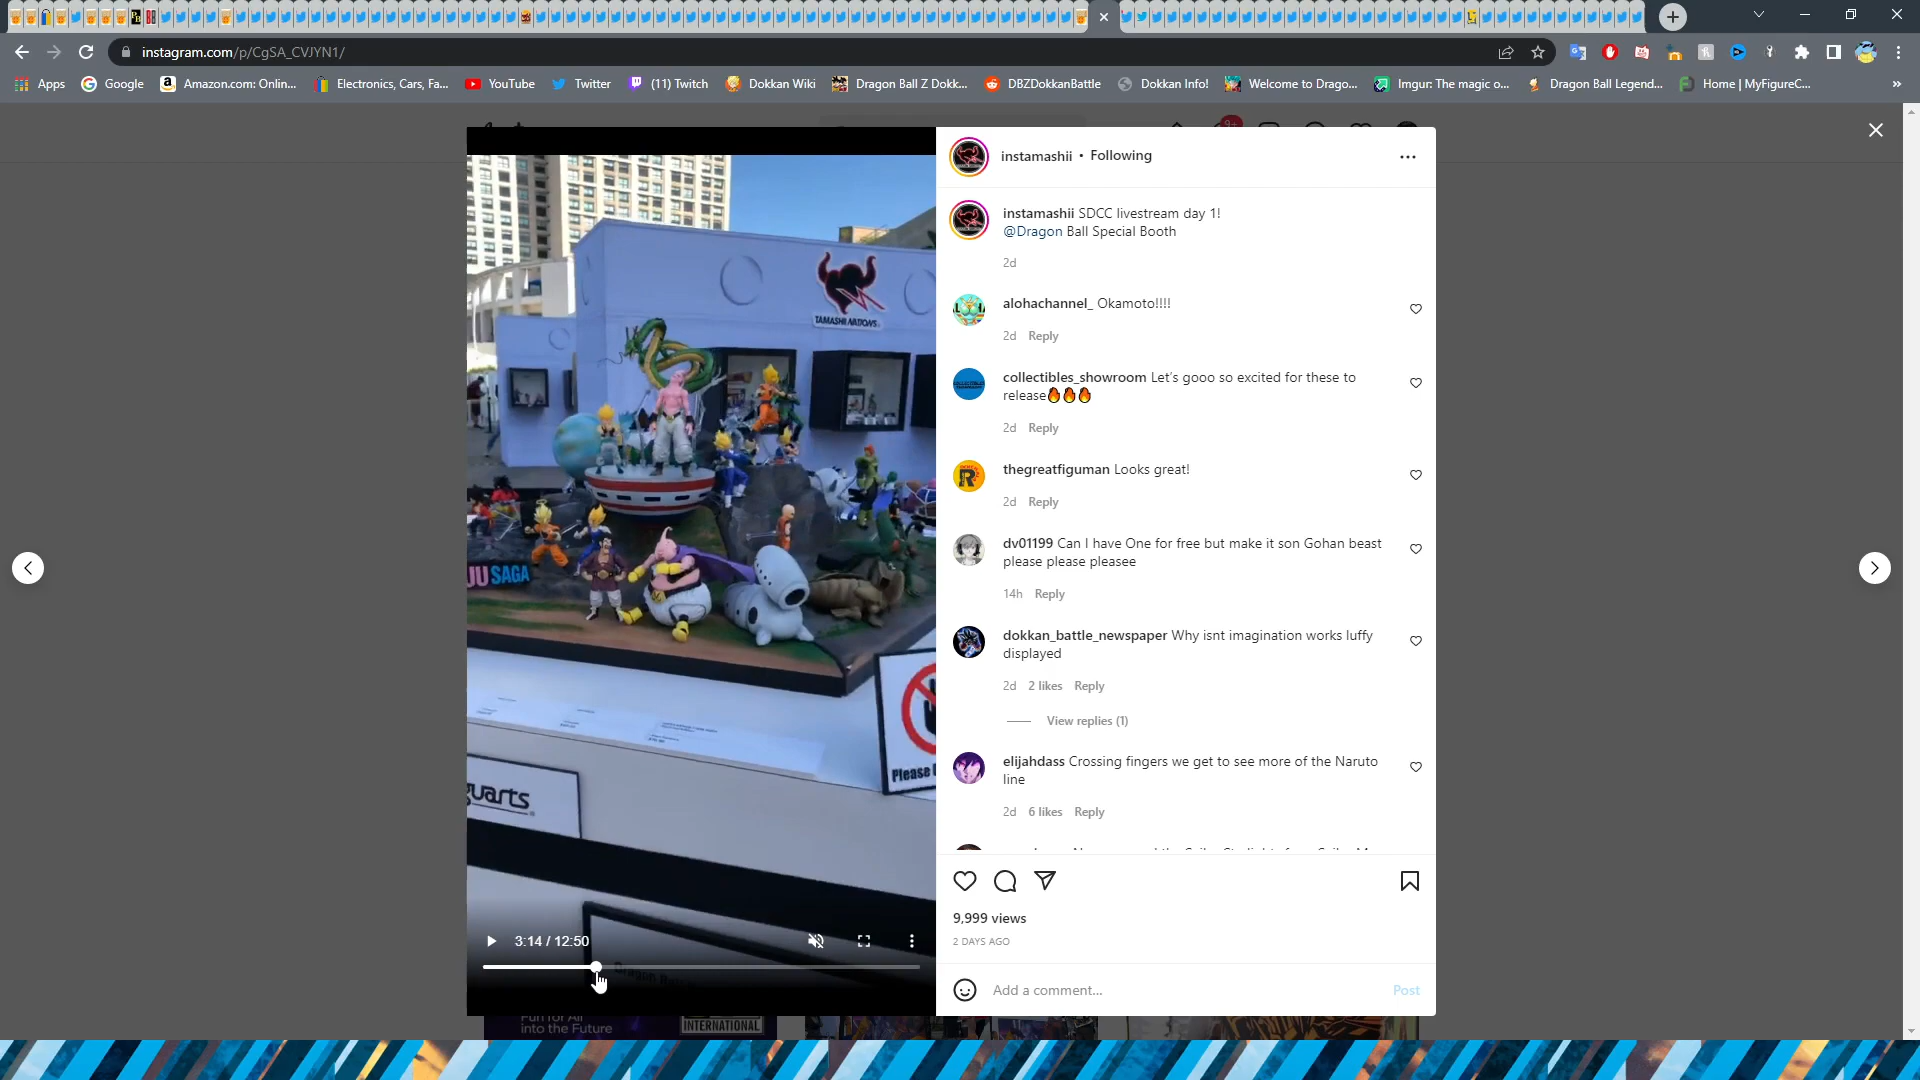 instagram.com/p/CgSA_CVJYN1/
Apps
Google
Amazon.com: Onlin...
Electronics, Cars, Fa...
YouTube
Twitter
(11) Twitch
Dokkan Wiki
Dragon Ball Z Dokk...
DBZDokkanBattle
Dokkan Info!
Welcome to Drago...
Imgur: The magic o...
Dragon Ball Legend...
Home | MyFigureC...
»
9+
instamashii • Following
instamashii SDCC livestream day 1!
@Dragon Ball Special Booth
2d
alohachannel_ Okamoto!!!!
2d Reply
collectibles_showroom Let's gooo so excited for these to
release🔥🔥🔥
2d Reply
thegreatfiguman Looks great!
2d Reply
dv01199 Can I have One for free but make it son Gohan beast
please please pleasee
14h Reply
dokkan_battle_newspaper Why isnt imagination works luffy
displayed
2d 2 likes Reply
View replies (1)
elijahdass Crossing fingers we get to see more of the Naruto
line
2d 6 likes Reply
9,999 views
2 DAYS AGO
Add a comment...
Post
TAMASHII NATIONS
UU SAGA
Please
uarts
3:14 / 12:50
Fun for All
into the Future
INTERNATIONAL